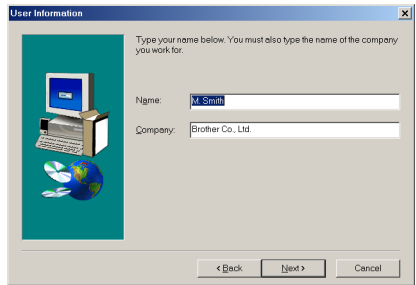 User Information
Type your name below. You must also type the name of the company
you work for.
Name:
M. Smith
Company:
Brother Co., Ltd.
< Back
Next >
Cancel